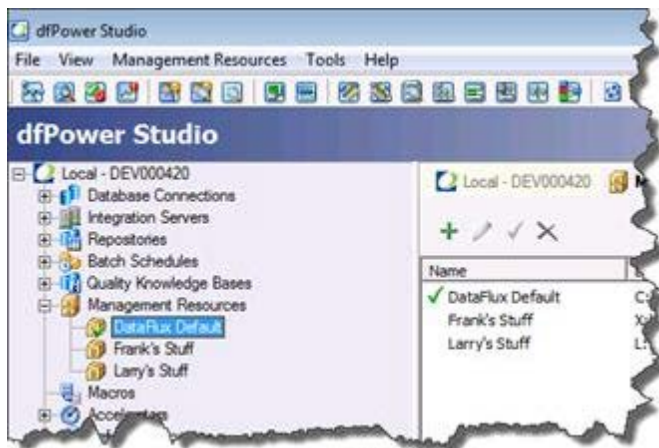 dfPower Studio
File View Management Resources Tools Help
dfPower Studio
Local - DEV000420
Database Connections
Integration Servers
Repositories
Batch Schedules
Quality Knowledge Bases
Management Resources
DataFlux Default
Frank's Stuff
Larry's Stuff
Macros
Accelerators
Local - DEV000420 M
Name
DataFlux Default C:
Frank's Stuff X:
Larry's Stuff L: